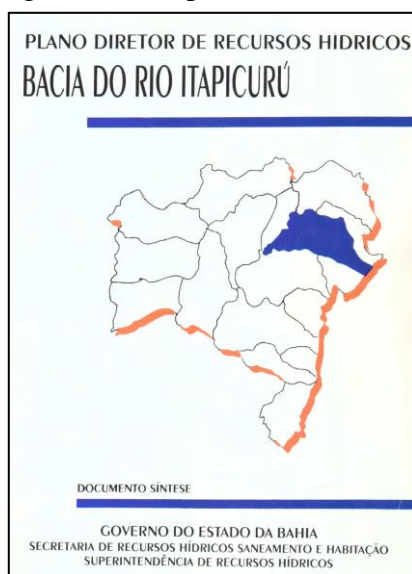 PLANO DIRETOR DE RECURSOS HIDRICOS
BACIA DO RIO ITAPICURÚ
DOCUMENTO SÍNTESE
GOVERNO DO ESTADO DA BAHIA
SECRETARIA DE RECURSOS HÍDRICOS SANEAMENTO E HABITAÇÃO
SUPERINTENDÊNCIA DE RECURSOS HÍDRICOS